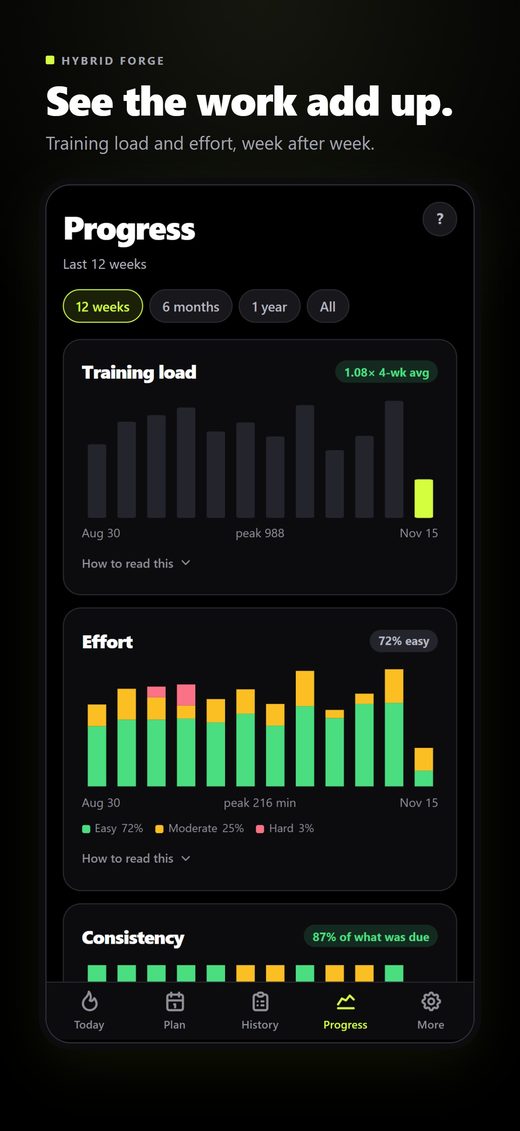 HYBRID FORGE
See the work add up.
Training load and effort, week after week.
Progress
?
Last 12 weeks
12 weeks
6 months
1 year
All
Training load
1.08× 4-wk avg
Aug 30
peak 988
Nov 15
How to read this
Effort
72% easy
Aug 30
peak 216 min
Nov 15
Easy 72%
Moderate 25%
Hard 3%
How to read this
Consistency
87% of what was due
Today
Plan
History
Progress
More